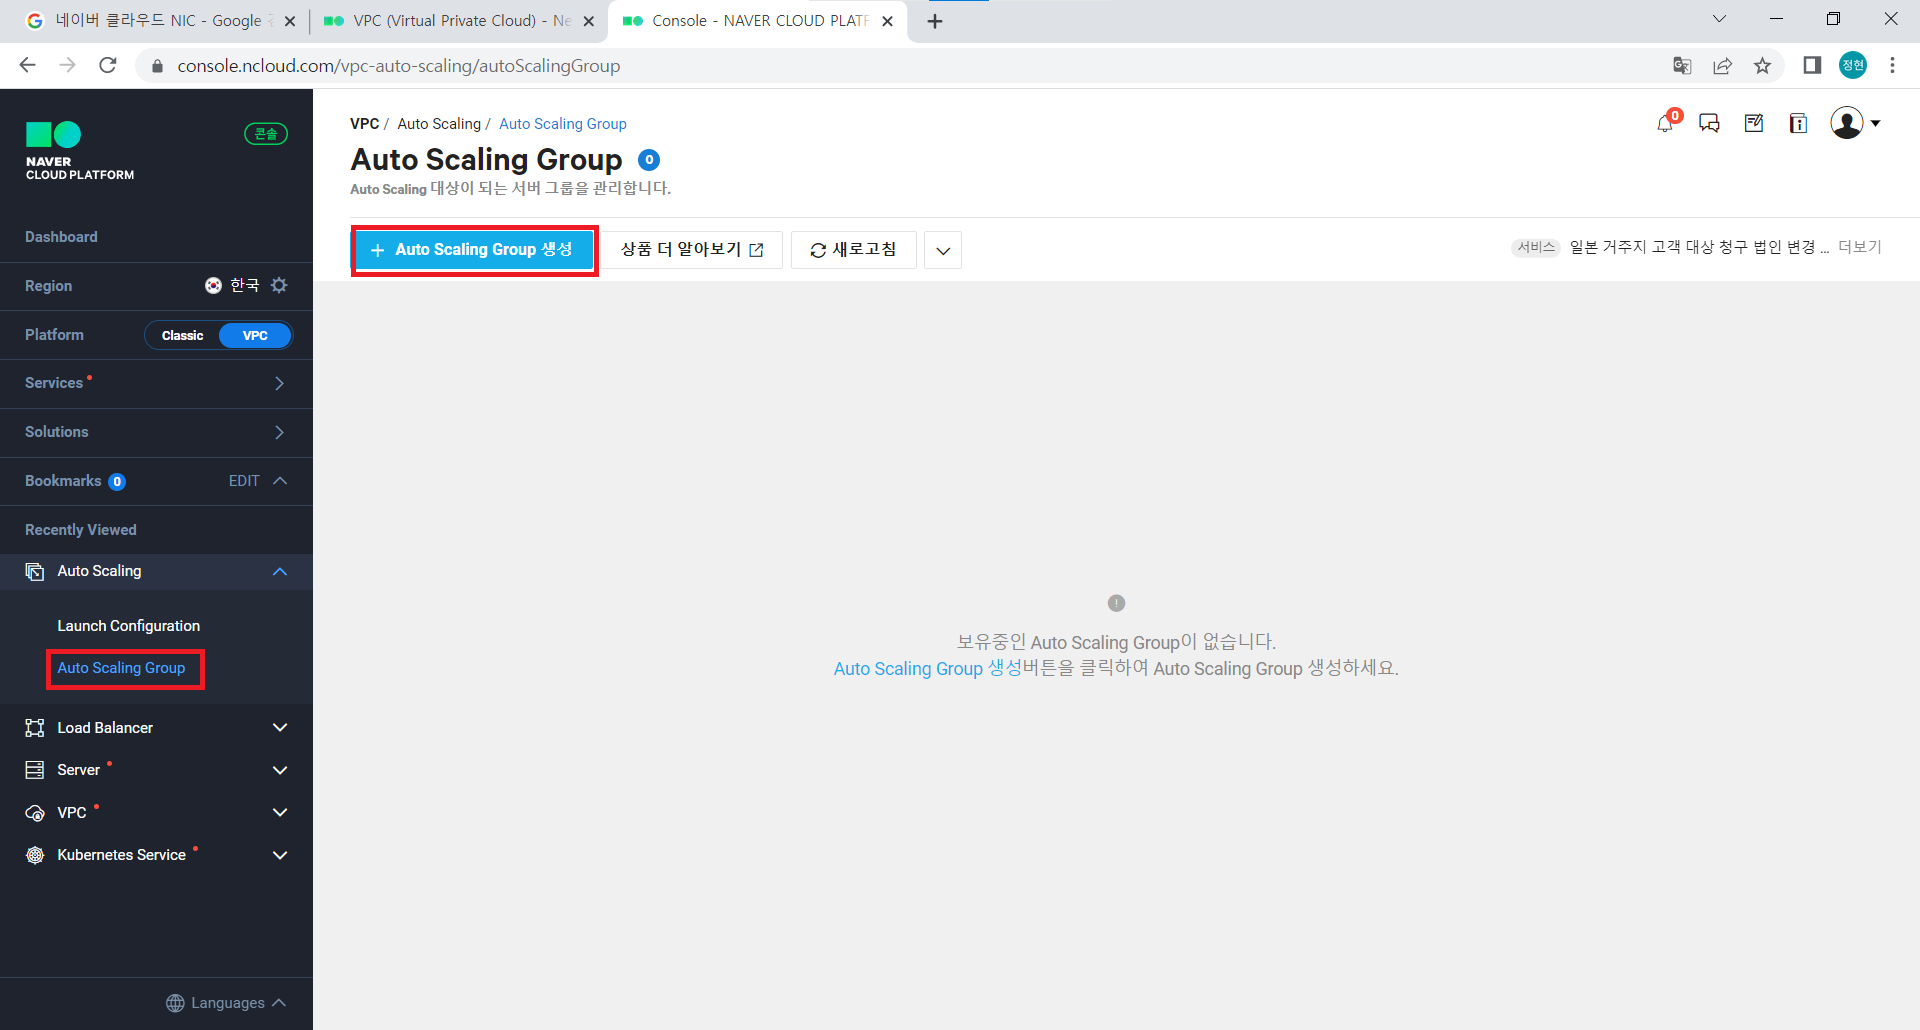 네이버 클라우드 NIC - Google
VPC (Virtual Private Cloud) - Ne
Console - NAVER CLOUD PLATF
console.ncloud.com/vpc-auto-scaling/autoScalingGroup
정현
NAVER
CLOUD PLATFORM
콘솔
Dashboard
Region
한국
Platform
Classic
VPC
Services
Solutions
Bookmarks 0
EDIT
Recently Viewed
Auto Scaling
Launch Configuration
Auto Scaling Group
Load Balancer
Server
VPC
Kubernetes Service
Languages
VPC / Auto Scaling / Auto Scaling Group
0
Auto Scaling Group 0
Auto Scaling 대상이 되는 서버 그룹을 관리합니다.
+ Auto Scaling Group 생성
상품 더 알아보기
새로고침
서비스 일본 거주지 고객 대상 청구 법인 변경 ... 더보기
보유중인 Auto Scaling Group이 없습니다.
Auto Scaling Group 생성버튼을 클릭하여 Auto Scaling Group 생성하세요.